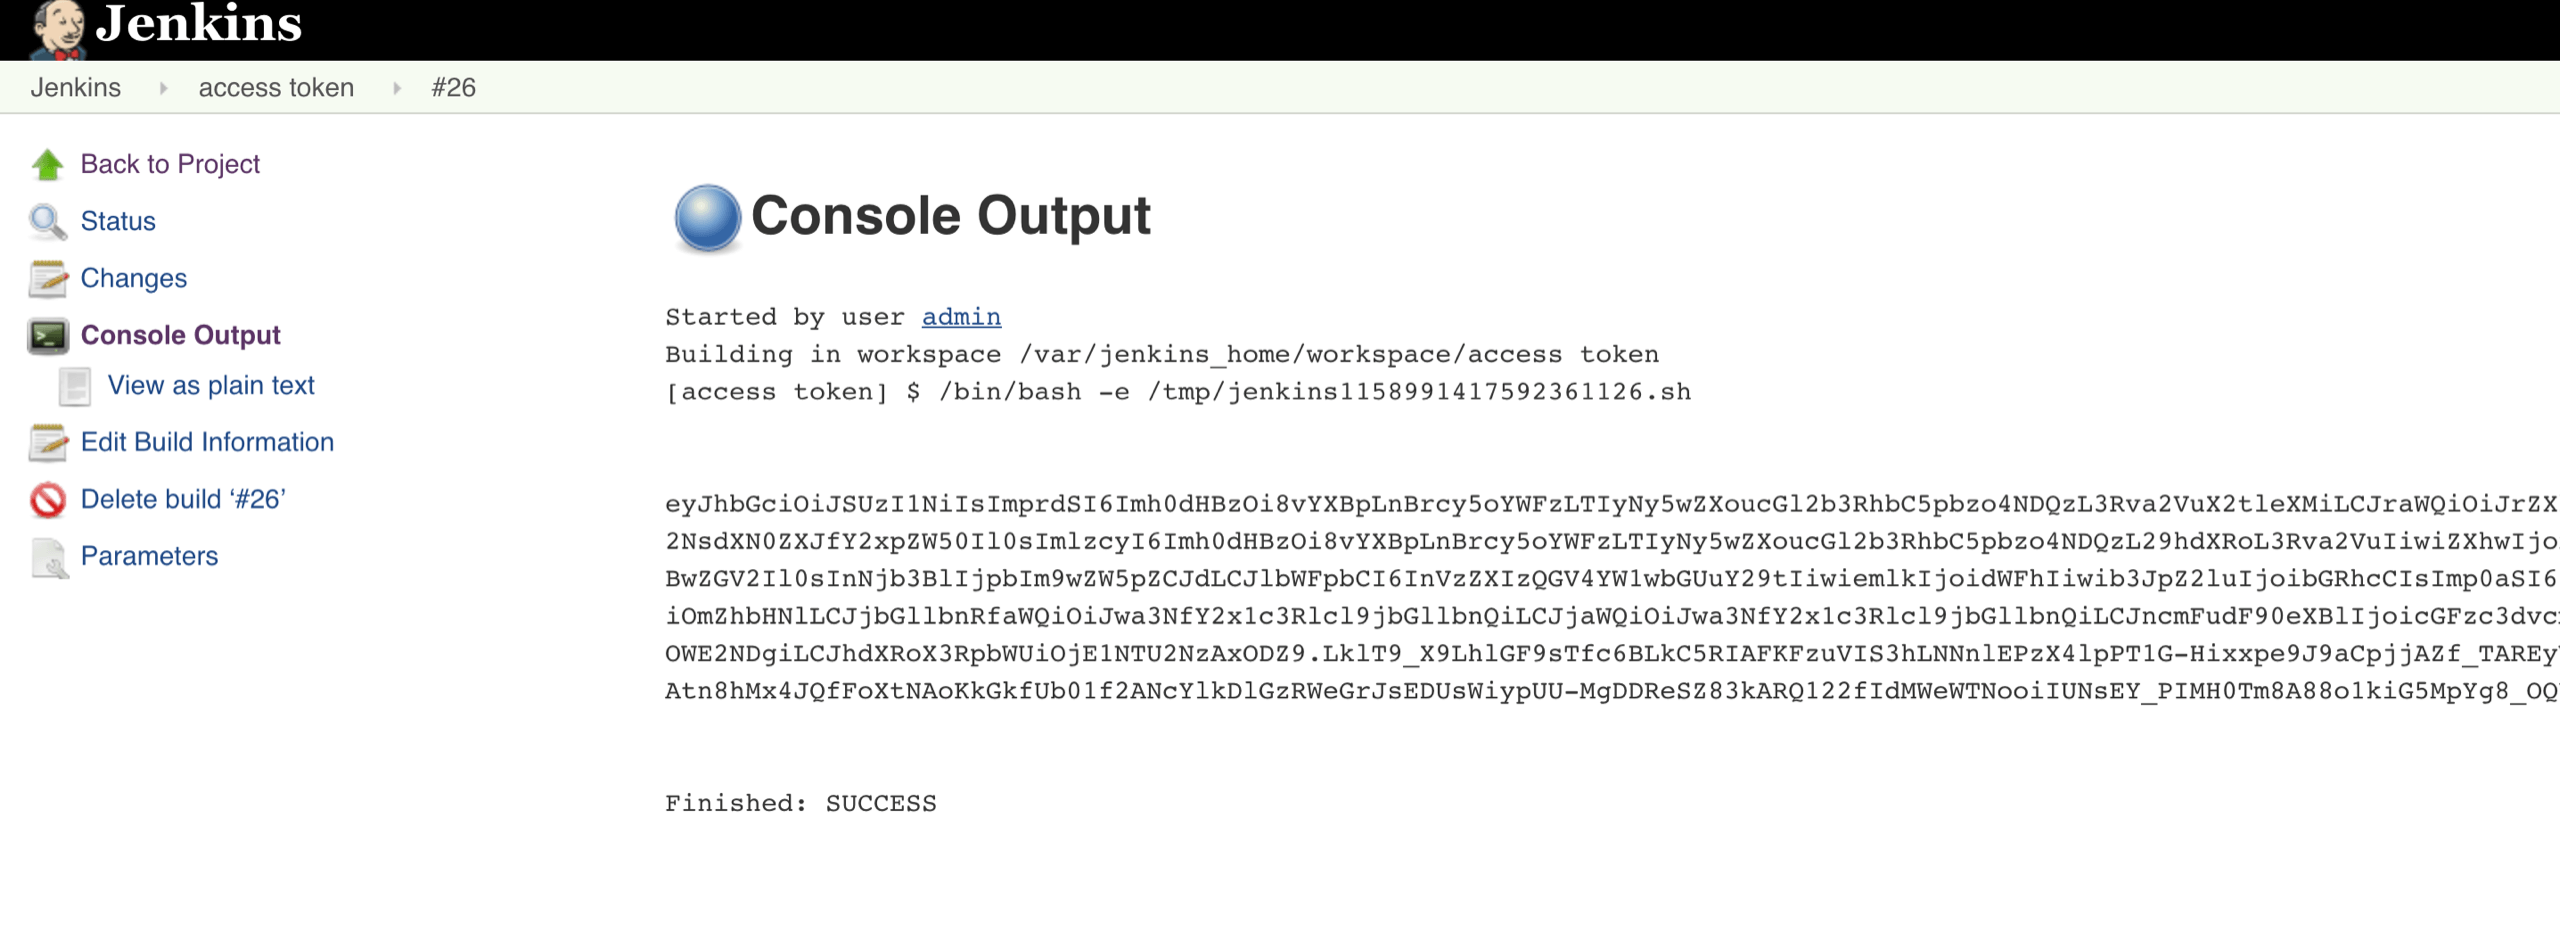 Jenkins
Jenkins access token #26
Back to Project
Status
Changes
Console Output
View as plain text
Edit Build Information
Delete build ‘#26’
Parameters
Console Output
Started by user admin
Building in workspace /var/jenkins_home/workspace/access token
[access token] $ /bin/bash -e /tmp/jenkins1158991417592361126.sh
eyJhbGciOiJSUzI1NiIsImprdSI6Imh0dHBzOi8vYXBpLnBrcy5oYWFzLTIyNy5wZXoucGl2b3RhbC5pbzo4NDQzL3Rva2VuX2tleXMiLCJraWQiOiJrZX
2NsdXN0ZXJfY2xpZW50Il0sImlzcyI6Imh0dHBzOi8vYXBpLnBrcy5oYWFzLTIyNy5wZXoucGl2b3RhbC5pbzo4NDQzL29hdXRoL3Rva2VuIiwiZXhwIjo
BwZGV2Il0sInNjb3BlIjpbIm9wZW5pZCJdLCJlbWFpbCI6InVzZXIzQGV4YW1wbGUuY29tIiwiemlkIjoidWFhIiwib3JpZ2luIjoibGRhcCIsImp0aSI6
iOmZhbHNlLCJjbGllbnRfaWQiOiJwa3NfY2x1c3Rlcl9jbGllbnQiLCJjaWQiOiJwa3NfY2x1c3Rlcl9jbGllbnQiLCJncmFudF90eXBlIjoicGFzc3dvc
OWE2NDgiLCJhdXRoX3RpbWUiOjE1NTU2NzAxODZ9.LklT9_X9LhlGF9sTfc6BLkC5RIAFKFzuVIS3hLNNnlEPzX4lpPT1G-Hixxpe9J9aCpjjAZf_TAREy
Atn8hMx4JQfFoXtNAoKkGkfUb01f2ANcYlkDlGzRWeGrJsEDUsWiypUU-MgDDReSZ83kARQ122fIdMWeWTNooiIUNsEY_PIMH0Tm8A88o1kiG5MpYg8_OQ
Finished: SUCCESS